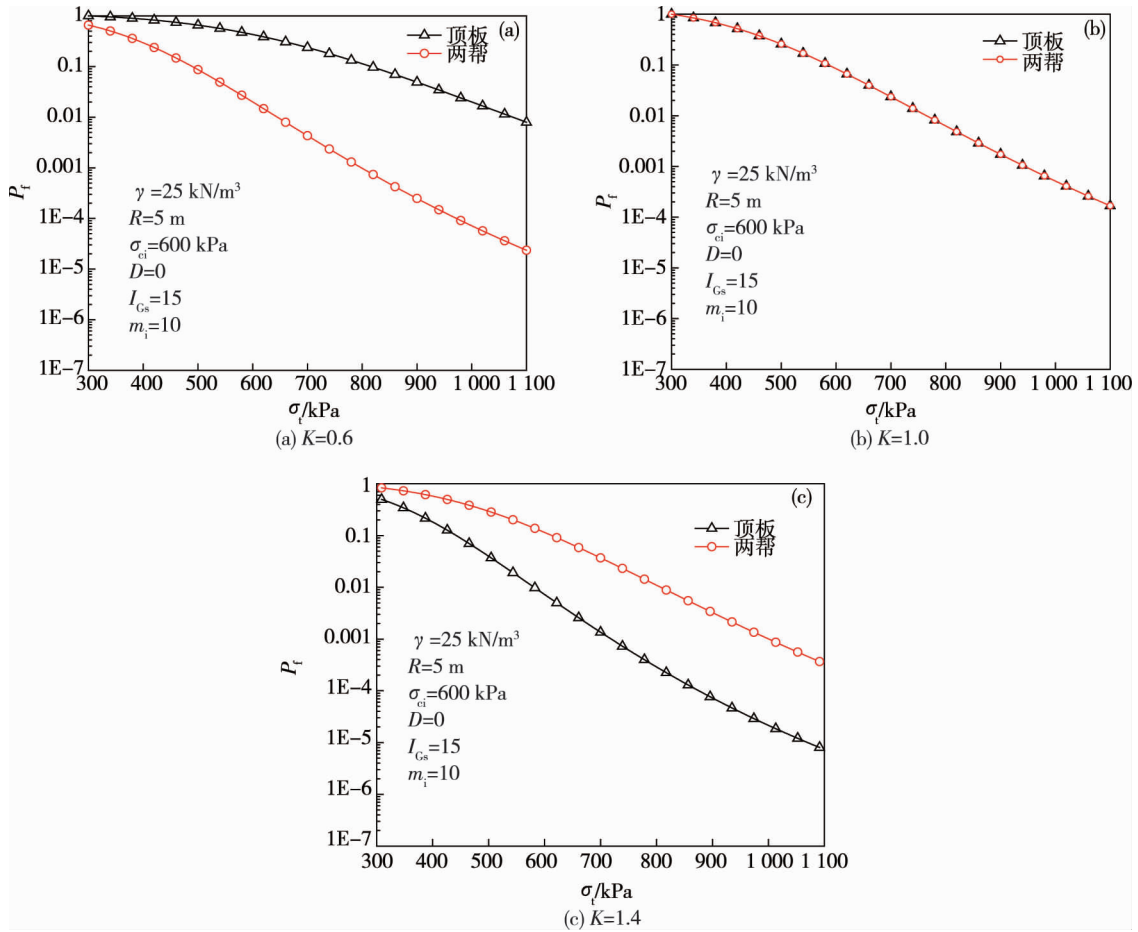 (a)
顶板
两帮
1
0.1
0.01
0.001
1E-4
1E-5
1E-6
1E-7
P_f
γ=25 kN/m³
R=5 m
σ_ci=600 kPa
D=0
I_Gs=15
m_i=10
300 400 500 600 700 800 900 1 000 1 100
σ_t/kPa
(a) K=0.6
(b)
顶板
两帮
1
0.1
0.01
0.001
1E-4
1E-5
1E-6
1E-7
P_f
γ=25 kN/m³
R=5 m
σ_ci=600 kPa
D=0
I_Gs=15
m_i=10
300 400 500 600 700 800 900 1 000 1 100
σ_t/kPa
(b) K=1.0
(c)
顶板
两帮
1
0.1
0.01
0.001
1E-4
1E-5
1E-6
1E-7
P_f
γ=25 kN/m³
R=5 m
σ_ci=600 kPa
D=0
I_Gs=15
m_i=10
300 400 500 600 700 800 900 1 000 1 100
σ_t/kPa
(c) K=1.4